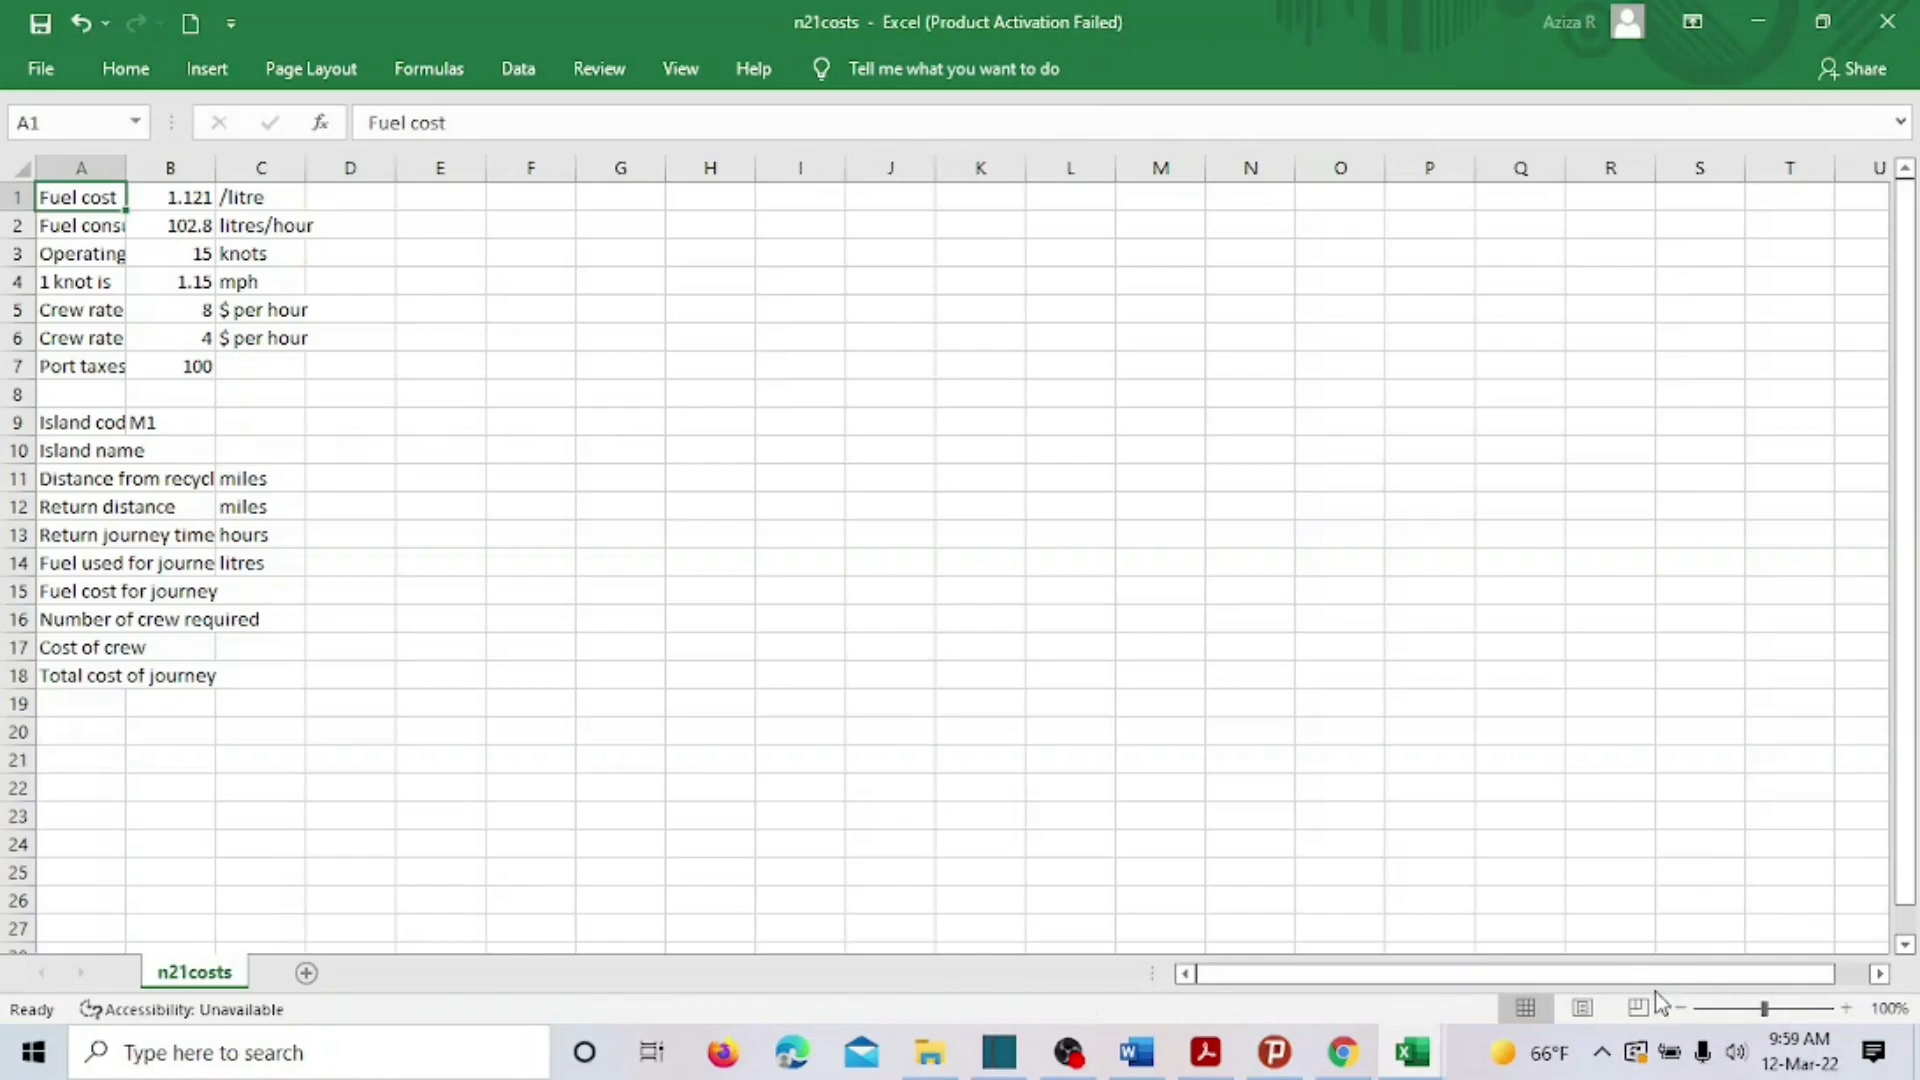 n21costs - Excel (Product Activation Failed)
Aziza R
File Home Insert Page Layout Formulas Data Review View Help Tell me what you want to do Share
A1 fx Fuel cost
A B C D E F G H I J K L M N O P Q R S T U
1 Fuel cost 1.121 /litre
2 Fuel cons 102.8 litres/hour
3 Operating 15 knots
4 1 knot is 1.15 mph
5 Crew rate 8 $ per hour
6 Crew rate 4 $ per hour
7 Port taxes 100
8
9 Island cod M1
10 Island name
11 Distance from recycl miles
12 Return distance miles
13 Return journey time hours
14 Fuel used for journe litres
15 Fuel cost for journey
16 Number of crew required
17 Cost of crew
18 Total cost of journey
19
20
21
22
23
24
25
26
27
n21costs
Ready Accessibility: Unavailable 100%
Type here to search 66°F 9:59 AM
12-Mar-22